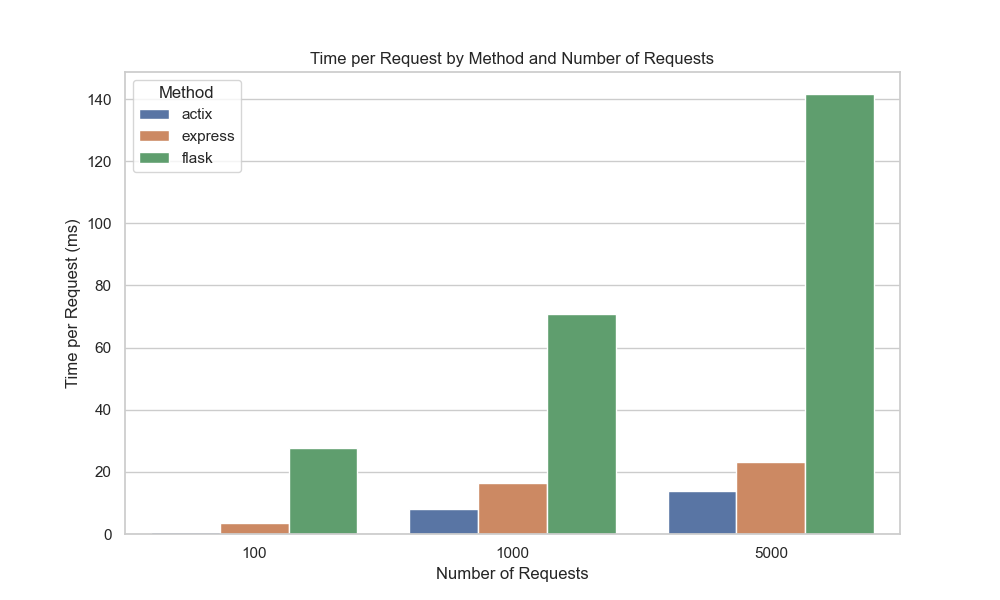 Time per Request by Method and Number of Requests
Method
actix
express
flask
Time per Request (ms)
140
120
100
80
60
40
20
0
100
1000
5000
Number of Requests